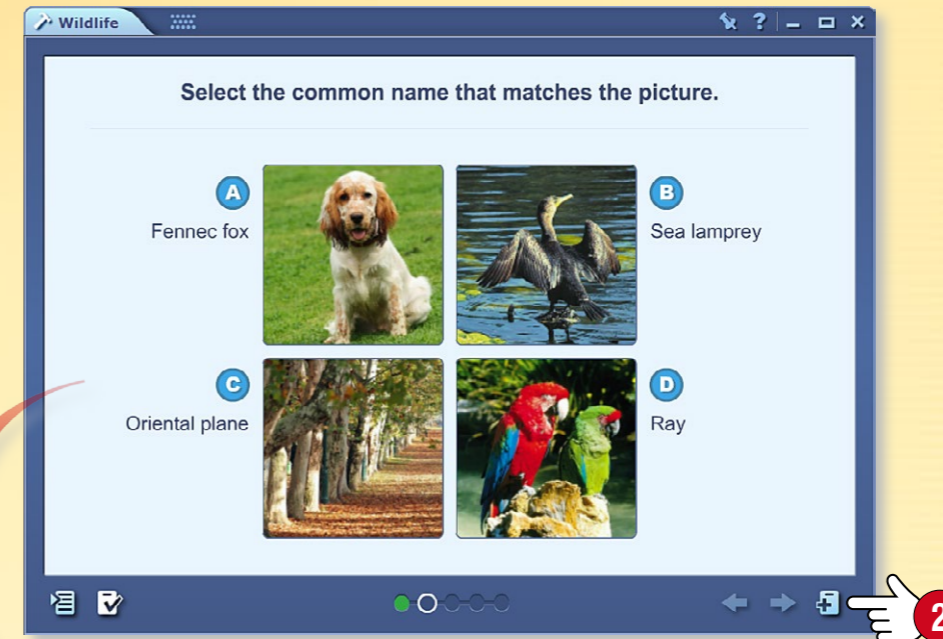 Wildlife
?
Select the common name that matches the picture.
A
Fennec fox
B
Sea lamprey
C
Oriental plane
D
Ray
2